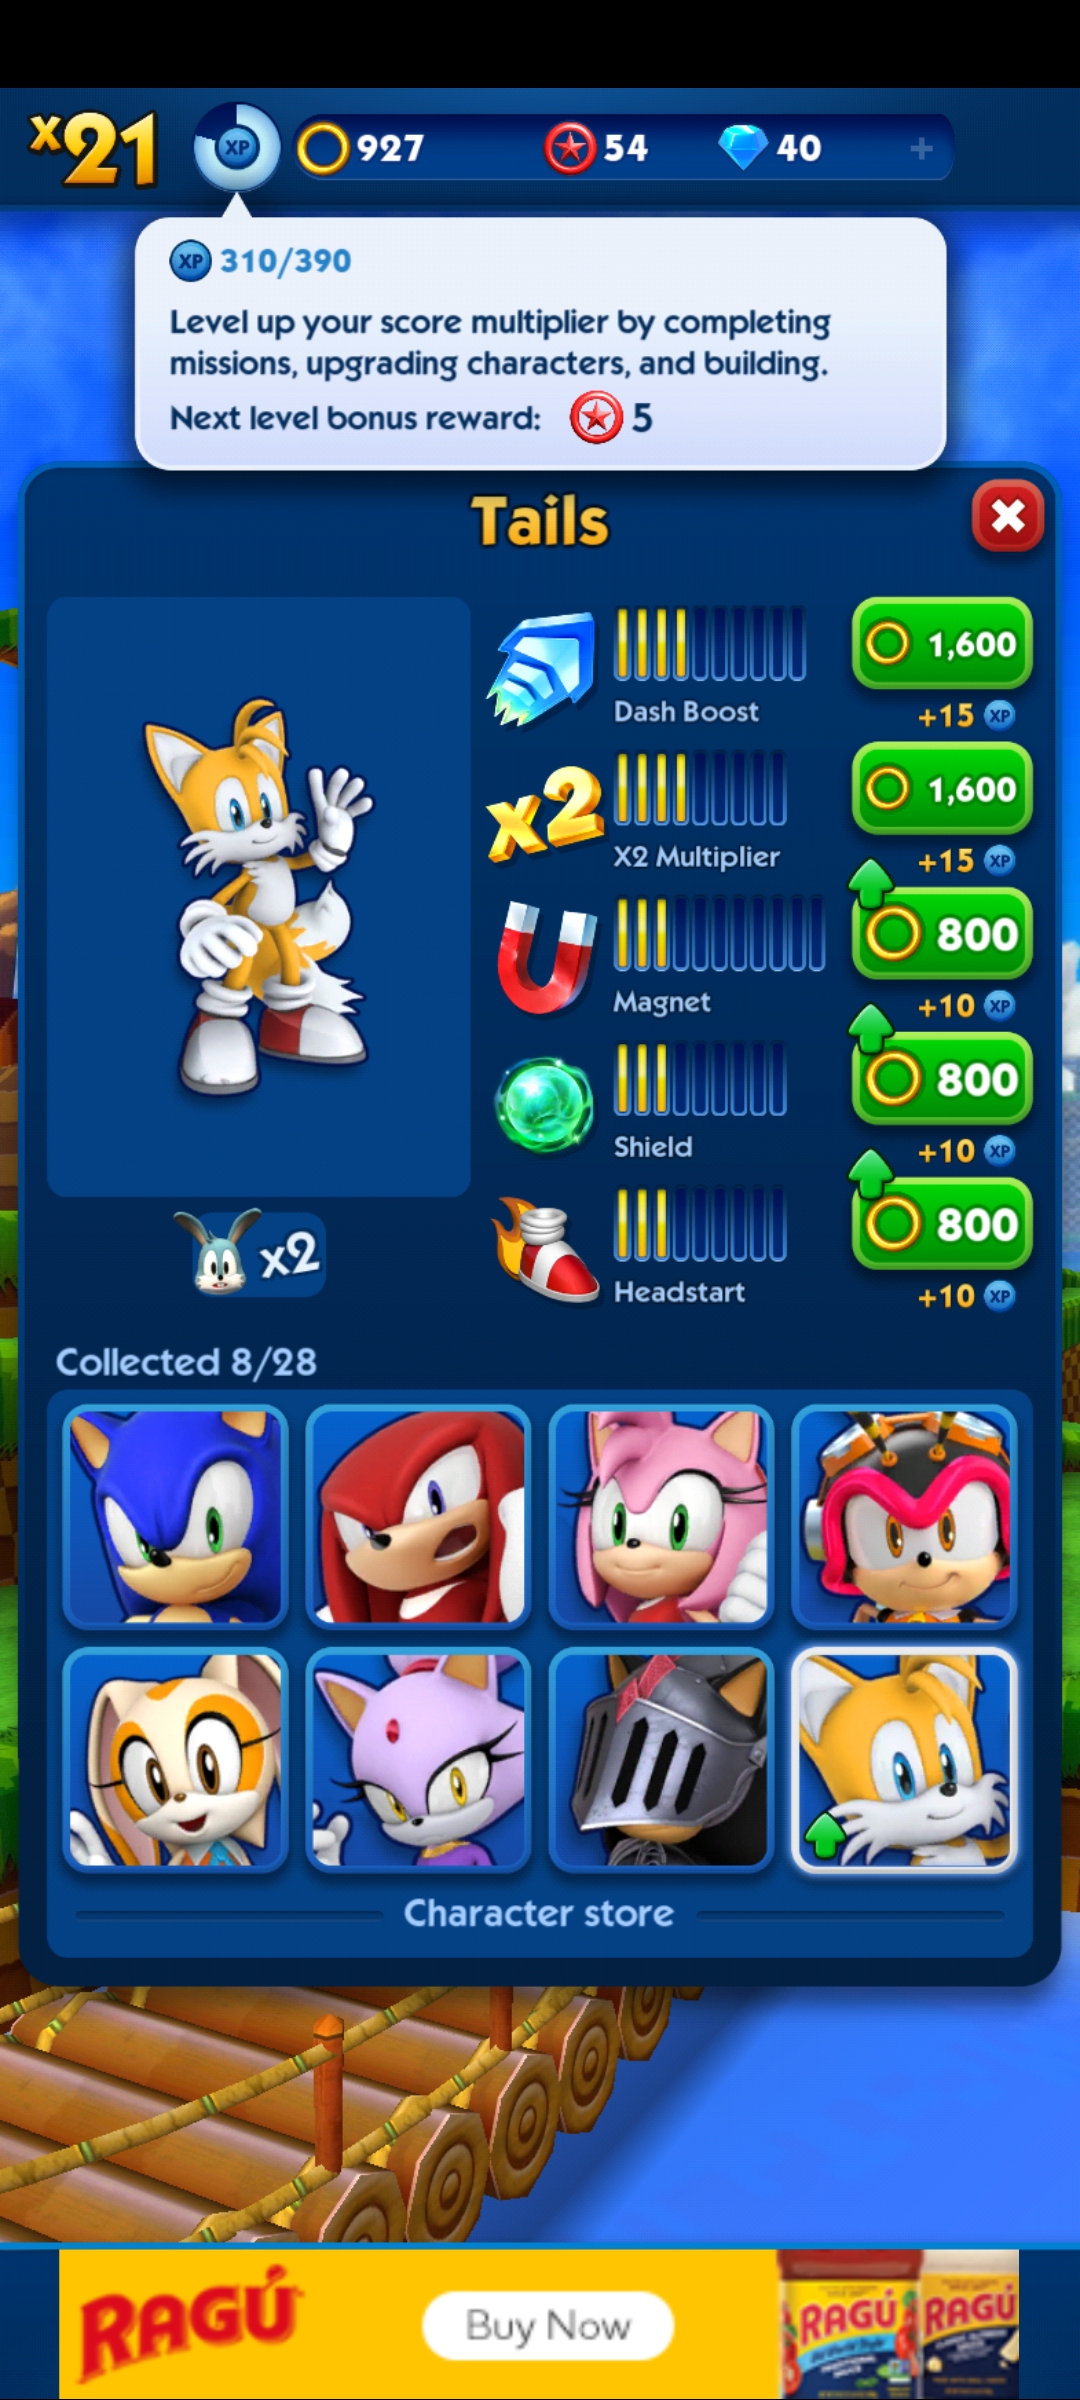 x21
XP
927
54
40
+
XP 310/390
Level up your score multiplier by completing
missions, upgrading characters, and building.
Next level bonus reward: 5
Tails
Dash Boost
1,600
+15 XP
x2
X2 Multiplier
1,600
+15 XP
Magnet
800
+10 XP
Shield
800
+10 XP
Headstart
800
+10 XP
x2
Collected 8/28
Character store
RAGÚ
Buy Now
RAGÚ
RAGÚ